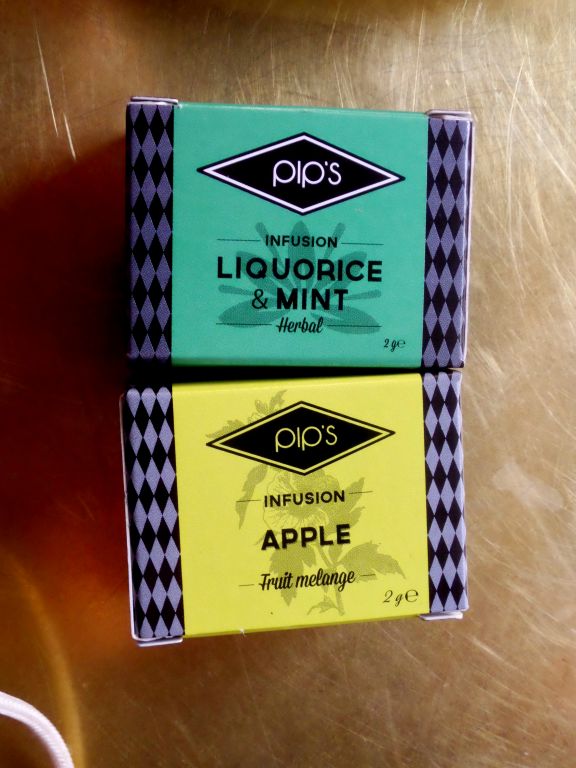 pip's
INFUSION
LIQUORICE
& MINT
Herbal
2 g℮
pip's
INFUSION
APPLE
Fruit melange
2 g℮